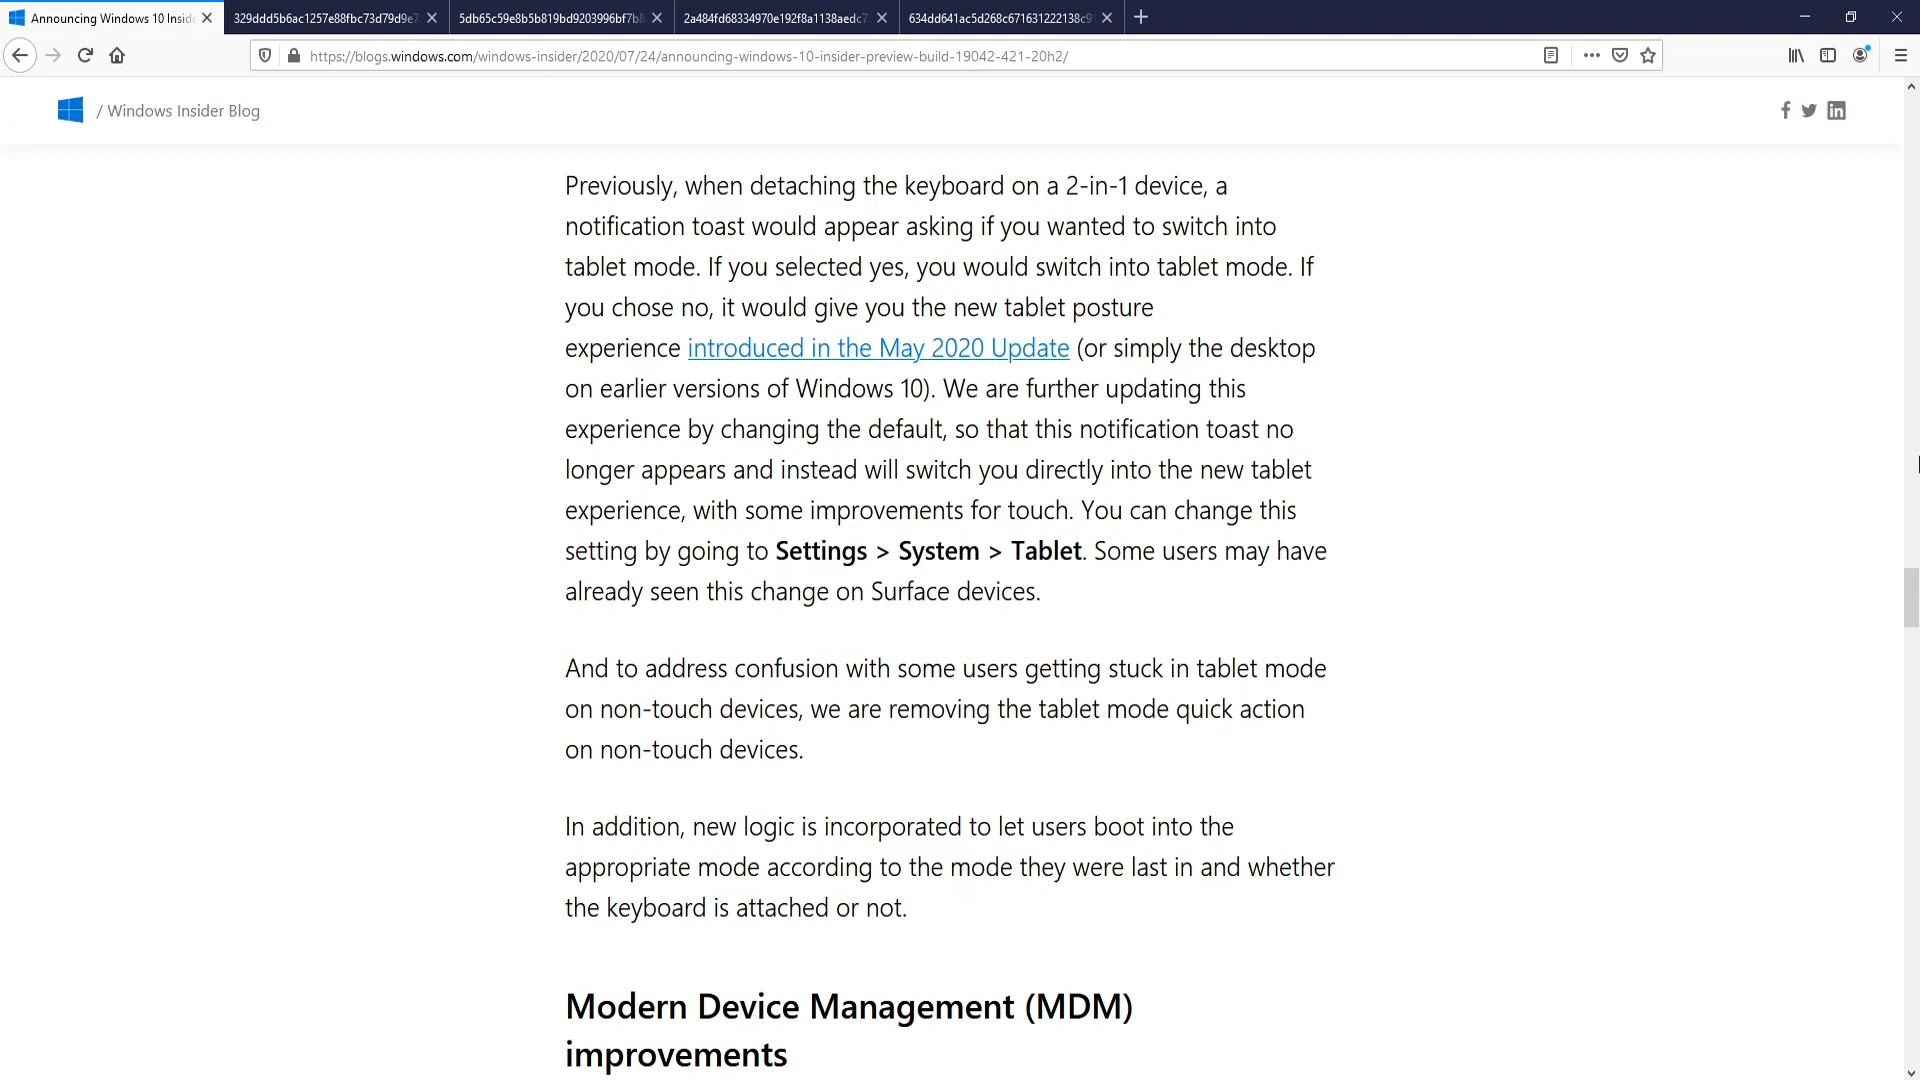 Announcing Windows 10 Insid
329ddd5b6ac1257e88fbc73d79d9e7
5db65c59e8b5b819bd9203996bf7b8
2a484fd68334970e192f8a1138aedc7
634dd641ac5d268c671631222138c9
https://blogs.windows.com/windows-insider/2020/07/24/announcing-windows-10-insider-preview-build-19042-421-20h2/
/ Windows Insider Blog
Previously, when detaching the keyboard on a 2-in-1 device, a
notification toast would appear asking if you wanted to switch into
tablet mode. If you selected yes, you would switch into tablet mode. If
you chose no, it would give you the new tablet posture
experience introduced in the May 2020 Update (or simply the desktop
on earlier versions of Windows 10). We are further updating this
experience by changing the default, so that this notification toast no
longer appears and instead will switch you directly into the new tablet
experience, with some improvements for touch. You can change this
setting by going to Settings > System > Tablet. Some users may have
already seen this change on Surface devices.
And to address confusion with some users getting stuck in tablet mode
on non-touch devices, we are removing the tablet mode quick action
on non-touch devices.
In addition, new logic is incorporated to let users boot into the
appropriate mode according to the mode they were last in and whether
the keyboard is attached or not.
Modern Device Management (MDM)
improvements